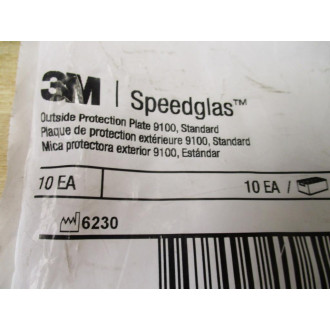 3M | Speedglas™
Outside Protection Plate 9100, Standard
Plaque de protection extérieure 9100, Standard
Mica protectora exterior 9100, Estándar
10 EA 10 EA /
6230